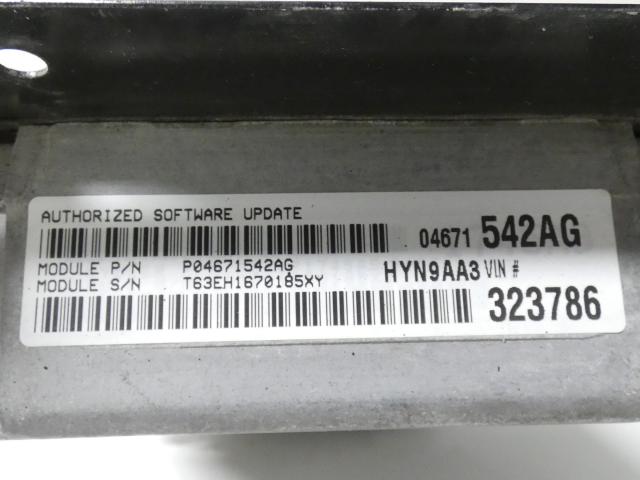 AUTHORIZED SOFTWARE UPDATE
04671 542AG
MODULE P/N P04671542AG
MODULE S/N T63EH1670185XY
HYN9AA3 VIN #
323786